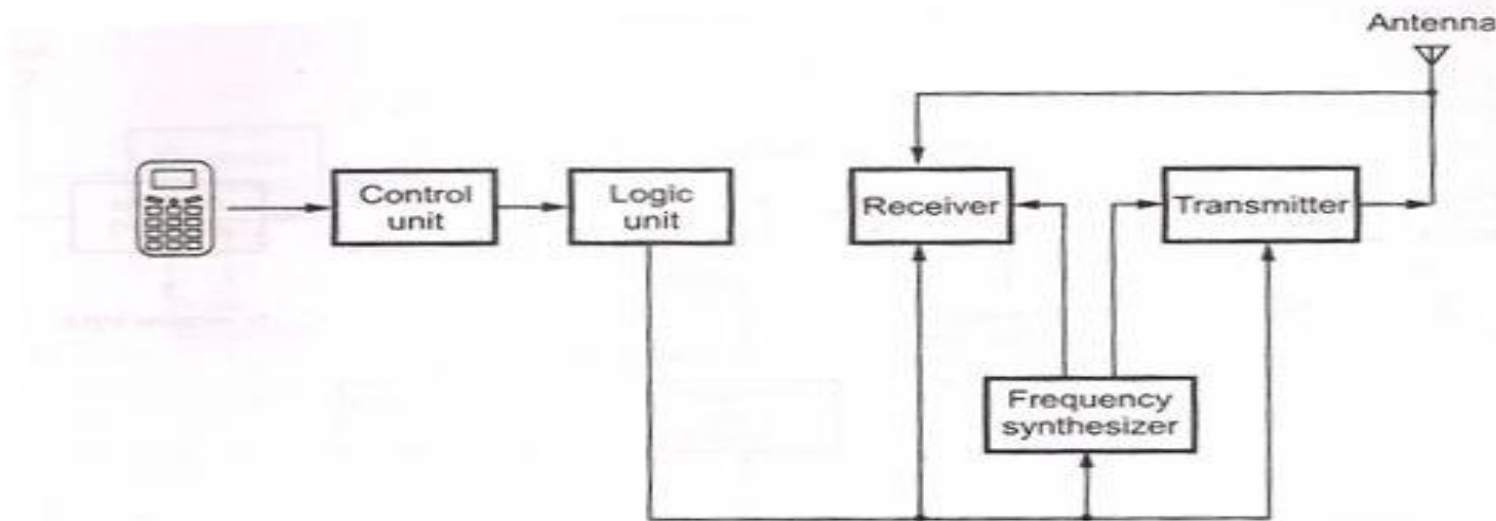 Antenna
Control
unit
Logic
unit
Receiver
Transmitter
Frequency
synthesizer